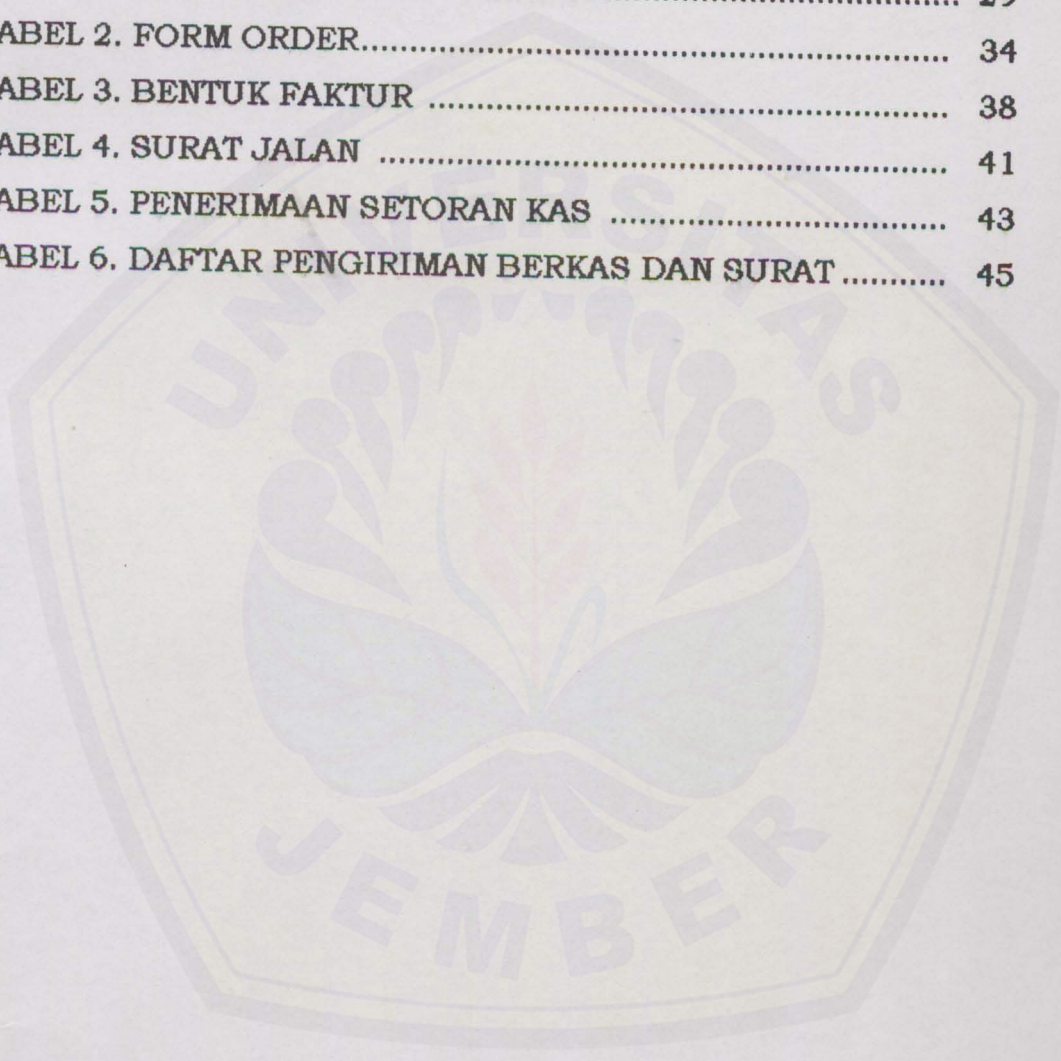 29
ABEL 2. FORM ORDER.................................................................. 34
ABEL 3. BENTUK FAKTUR .......................................................... 38
ABEL 4. SURAT JALAN ................................................................ 41
ABEL 5. PENERIMAAN SETORAN KAS ...................................... 43
ABEL 6. DAFTAR PENGIRIMAN BERKAS DAN SURAT ........... 45
UNIVERSITAS
JEMBER